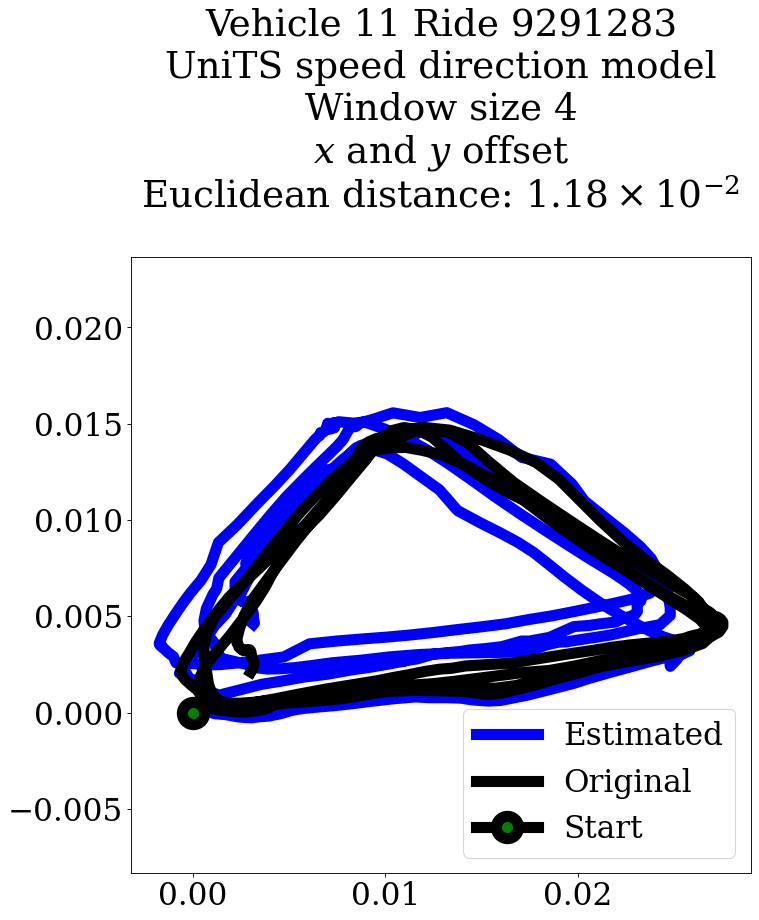 Vehicle 11 Ride 9291283
UniTS speed direction model
Window size 4
x and y offset
Euclidean distance: 1.18 × 10⁻²
0.020
0.015
0.010
0.005
0.000
−0.005
Estimated
Original
Start
0.00 0.01 0.02